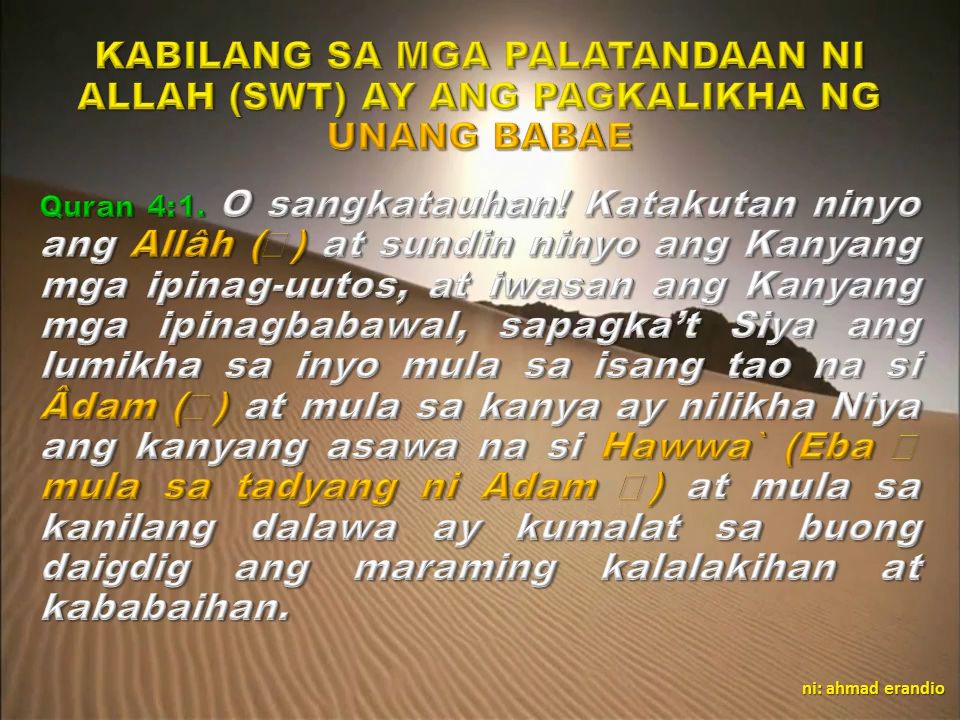 KABILANG SA MGA PALATANDAAN NI
ALLAH (SWT) AY ANG PAGKALIKHA NG
UNANG BABAE
Quran 4:1. O sangkatauhan! Katakutan ninyo
ang Allâh (□) at sundin ninyo ang Kanyang
mga ipinag-uutos, at iwasan ang Kanyang
mga ipinagbabawal, sapagka’t Siya ang
lumikha sa inyo mula sa isang tao na si
Âdam (□) at mula sa kanya ay nilikha Niya
ang kanyang asawa na si Hawwa` (Eba □
mula sa tadyang ni Adam □) at mula sa
kanilang dalawa ay kumalat sa buong
daigdig ang maraming kalalakihan at
kababaihan.
ni: ahmad erandio